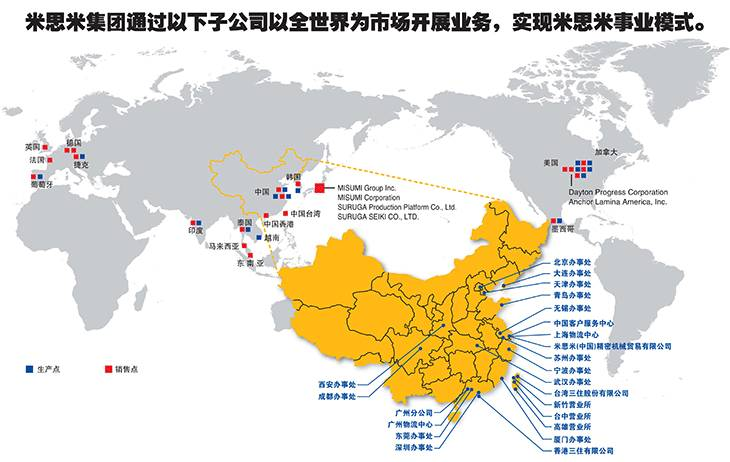 米思米集团通过以下子公司以全世界为市场开展业务，实现米思米事业模式。
英国
德国
法国
捷克
葡萄牙
韩国
中国
MISUMI Group Inc.
MISUMI Corporation
SURUGA Production Platform Co., Ltd.
SURUGA SEIKI CO., LTD.
中国台湾
中国香港
印度
泰国
越南
马来西亚
东南亚
美国
加拿大
Dayton Progress Corporation
Anchor Lamina America, Inc.
墨西哥
北京办事处
大连办事处
天津办事处
青岛办事处
无锡办事处
中国客户服务中心
上海物流中心
米思米(中国)精密机械贸易有限公司
苏州办事处
宁波办事处
武汉办事处
台湾三住股份有限公司
新竹营业所
台中营业所
高雄营业所
厦门办事处
香港三住有限公司
西安办事处
成都办事处
广州分公司
广州物流中心
东莞办事处
深圳办事处
生产点
销售点